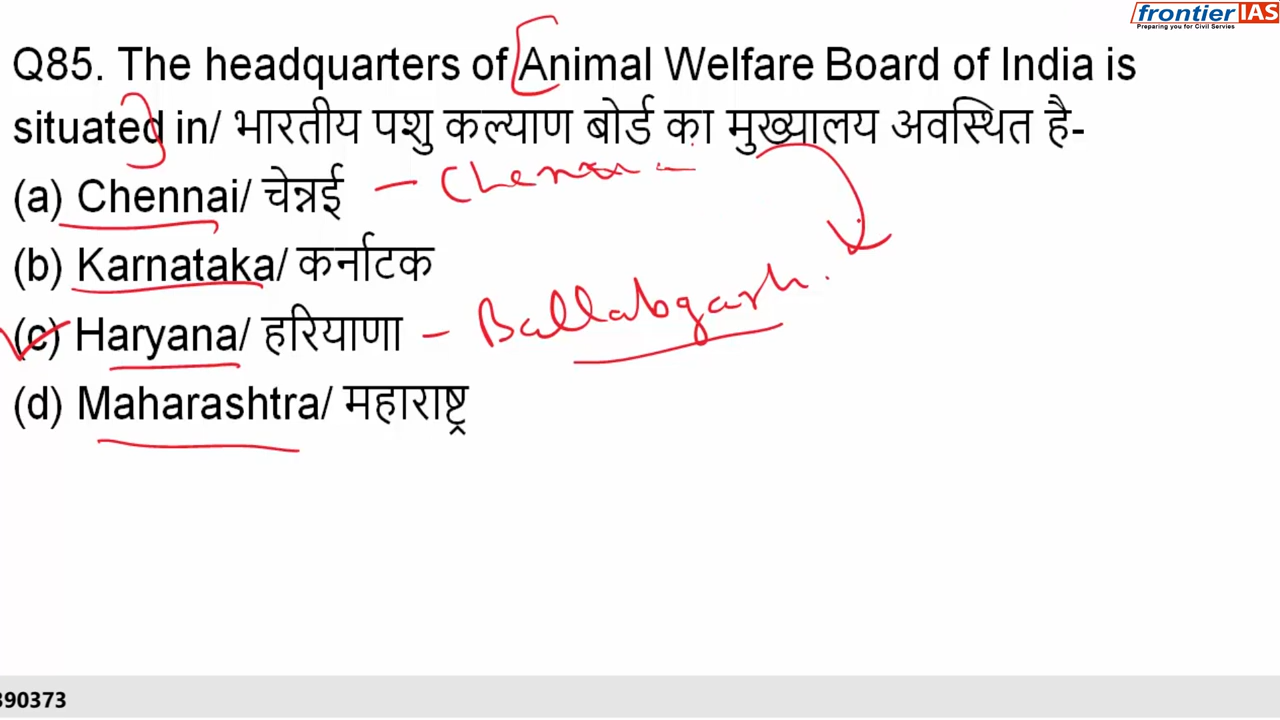 frontier IAS
Preparing you for Civil Servies
Q85. The headquarters of Animal Welfare Board of India is
situated in/ भारतीय पशु कल्याण बोर्ड का मुख्यालय अवस्थित है-
(a) Chennai/ चेन्नई
(b) Karnataka/ कर्नाटक
(c) Haryana/ हरियाणा - Ballabgarh.
(d) Maharashtra/ महाराष्ट्र
390373